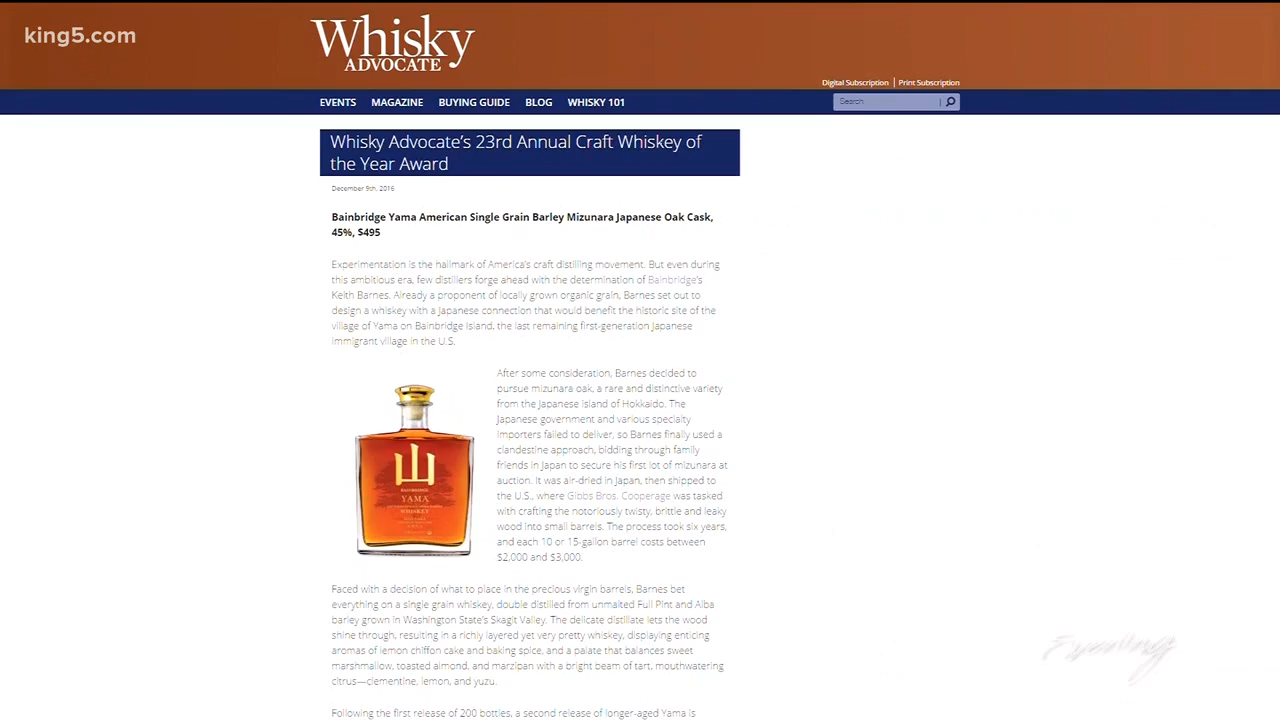 king5.com
Whisky
ADVOCATE
Digital Subscription | Print Subscription
EVENTS MAGAZINE BUYING GUIDE BLOG WHISKY 101
Search
Whisky Advocate's 23rd Annual Craft Whiskey of
the Year Award
December 9th, 2016
Bainbridge Yama American Single Grain Barley Mizunara Japanese Oak Cask,
45%, $495
Experimentation is the hallmark of America's craft distilling movement. But even during
this ambitious era, few distillers forge ahead with the determination of Bainbridge's
Keith Barnes. Already a proponent of locally grown organic grain, Barnes set out to
design a whiskey with a Japanese connection that would benefit the historic site of the
village of Yama on Bainbridge Island, the last remaining first-generation Japanese
immigrant village in the U.S.
After some consideration, Barnes decided to
pursue mizunara oak, a rare and distinctive variety
from the Japanese island of Hokkaido. The
Japanese government and various specialty
importers failed to deliver, so Barnes finally used a
clandestine approach, bidding through family
friends in Japan to secure his first lot of mizunara at
auction. It was air-dried in Japan, then shipped to
the U.S., where Gibbs Bros. Cooperage was tasked
with crafting the notoriously twisty, brittle and leaky
wood into small barrels. The process took six years,
and each 10 or 15-gallon barrel costs between
$2,000 and $3,000.
山
BAINBRIDGE
YAMA
WHISKEY
Faced with a decision of what to place in the precious virgin barrels, Barnes bet
everything on a single grain whiskey, double distilled from unmalted Full Pint and Alba
barley grown in Washington State's Skagit Valley. The delicate distillate lets the wood
shine through, resulting in a richly layered yet very pretty whiskey, displaying enticing
aromas of lemon chiffon cake and baking spice, and a palate that balances sweet
marshmallow, toasted almond, and marzipan with a bright beam of tart, mouthwatering
citrus—clementine, lemon, and yuzu.
Following the first release of 200 bottles, a second release of longer-aged Yama is
Evening